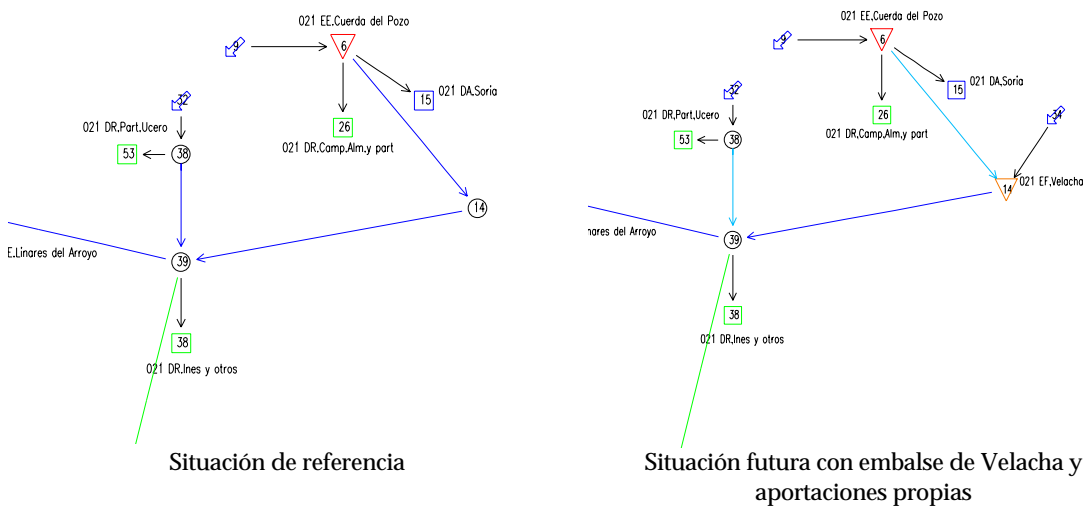 021 EE.Cuerda del Pozo
9
6
021 DA.Soria
15
32
26
021 DR.Part.Ucero
021 DR.Camp.Alm.y part
53
38
14
E.Linares del Arroyo
39
38
021 DR.Ines y otros
Situación de referencia
021 EE.Cuerda del Pozo
9
6
021 DA.Soria
15
32
34
26
021 DR.Part.Ucero
021 DR.Camp.Alm.y part
53
38
14
021 EF.Velacha
nares del Arroyo
39
38
021 DR.Ines y otros
Situación futura con embalse de Velacha y
aportaciones propias